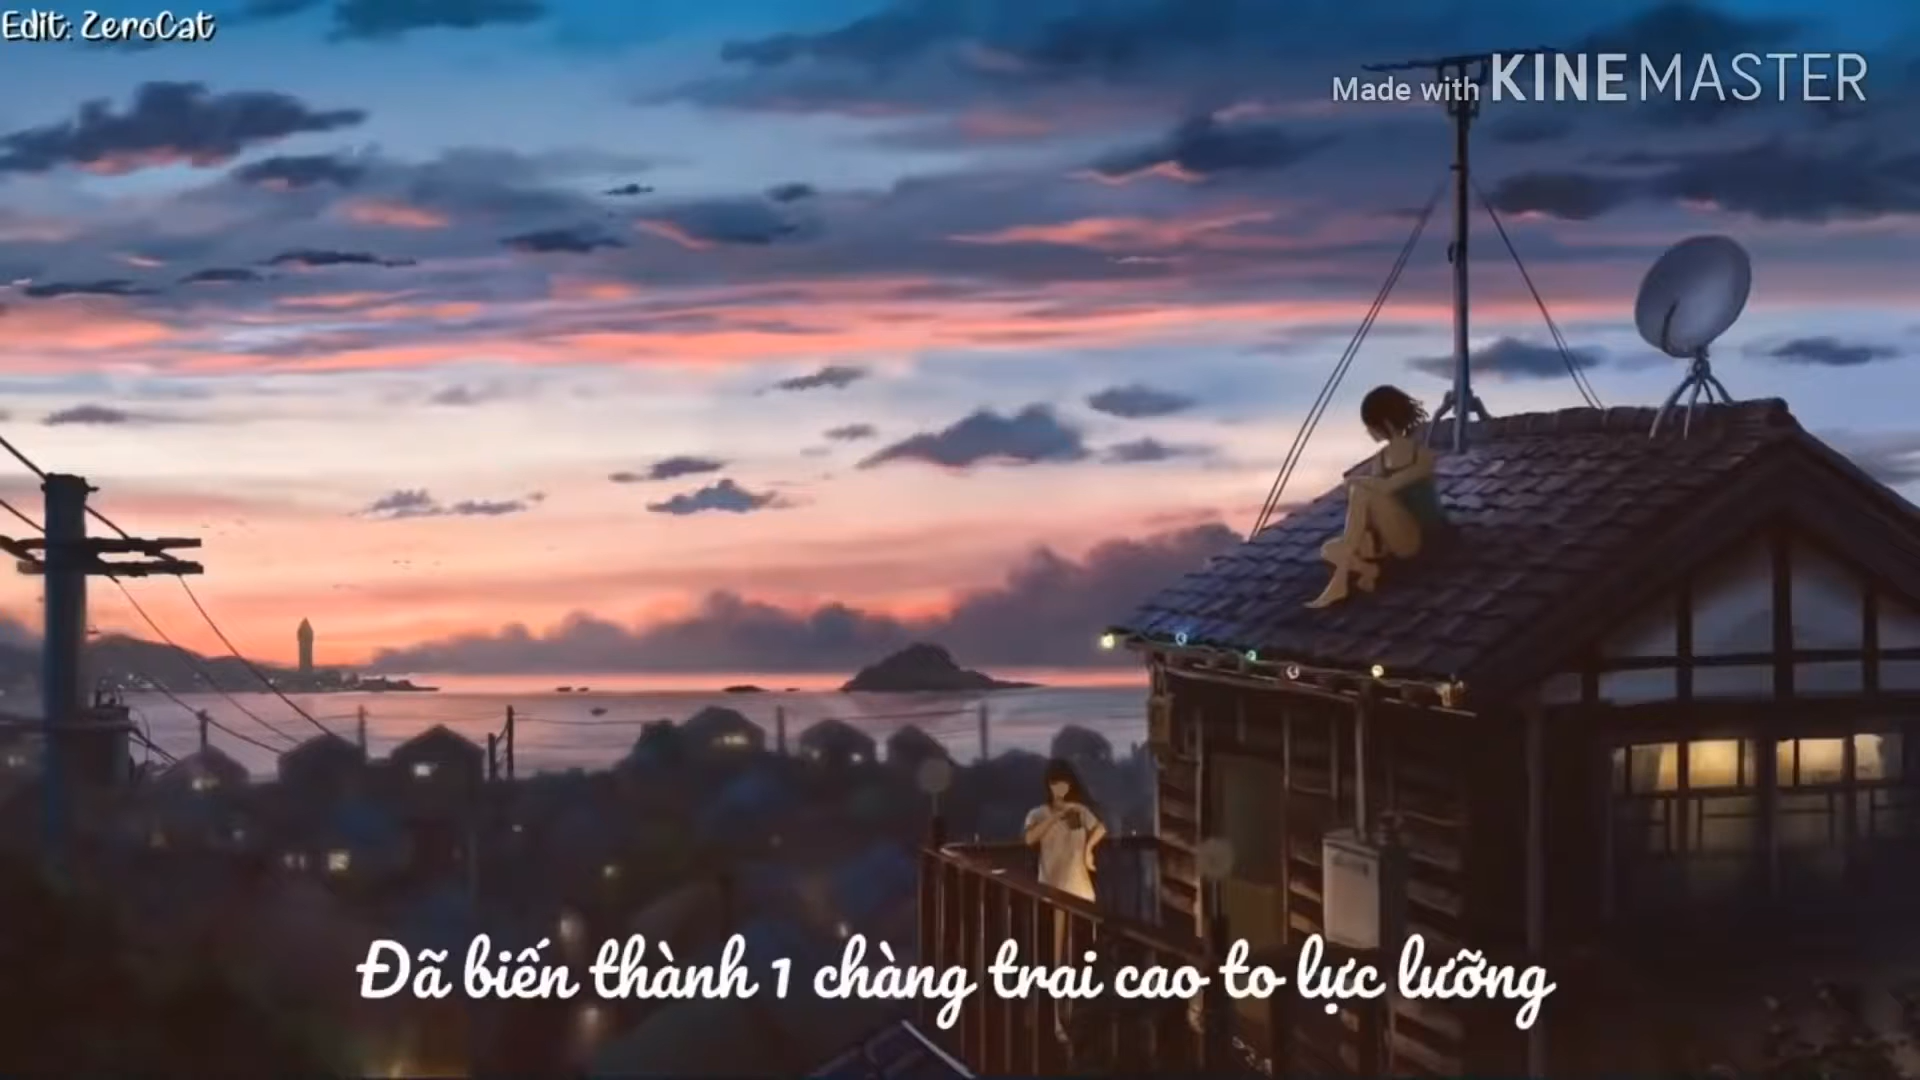 Edit: ZeroCat
Made with KINEMASTER
Đã biến thành 1 chàng trai cao to lực lưỡng